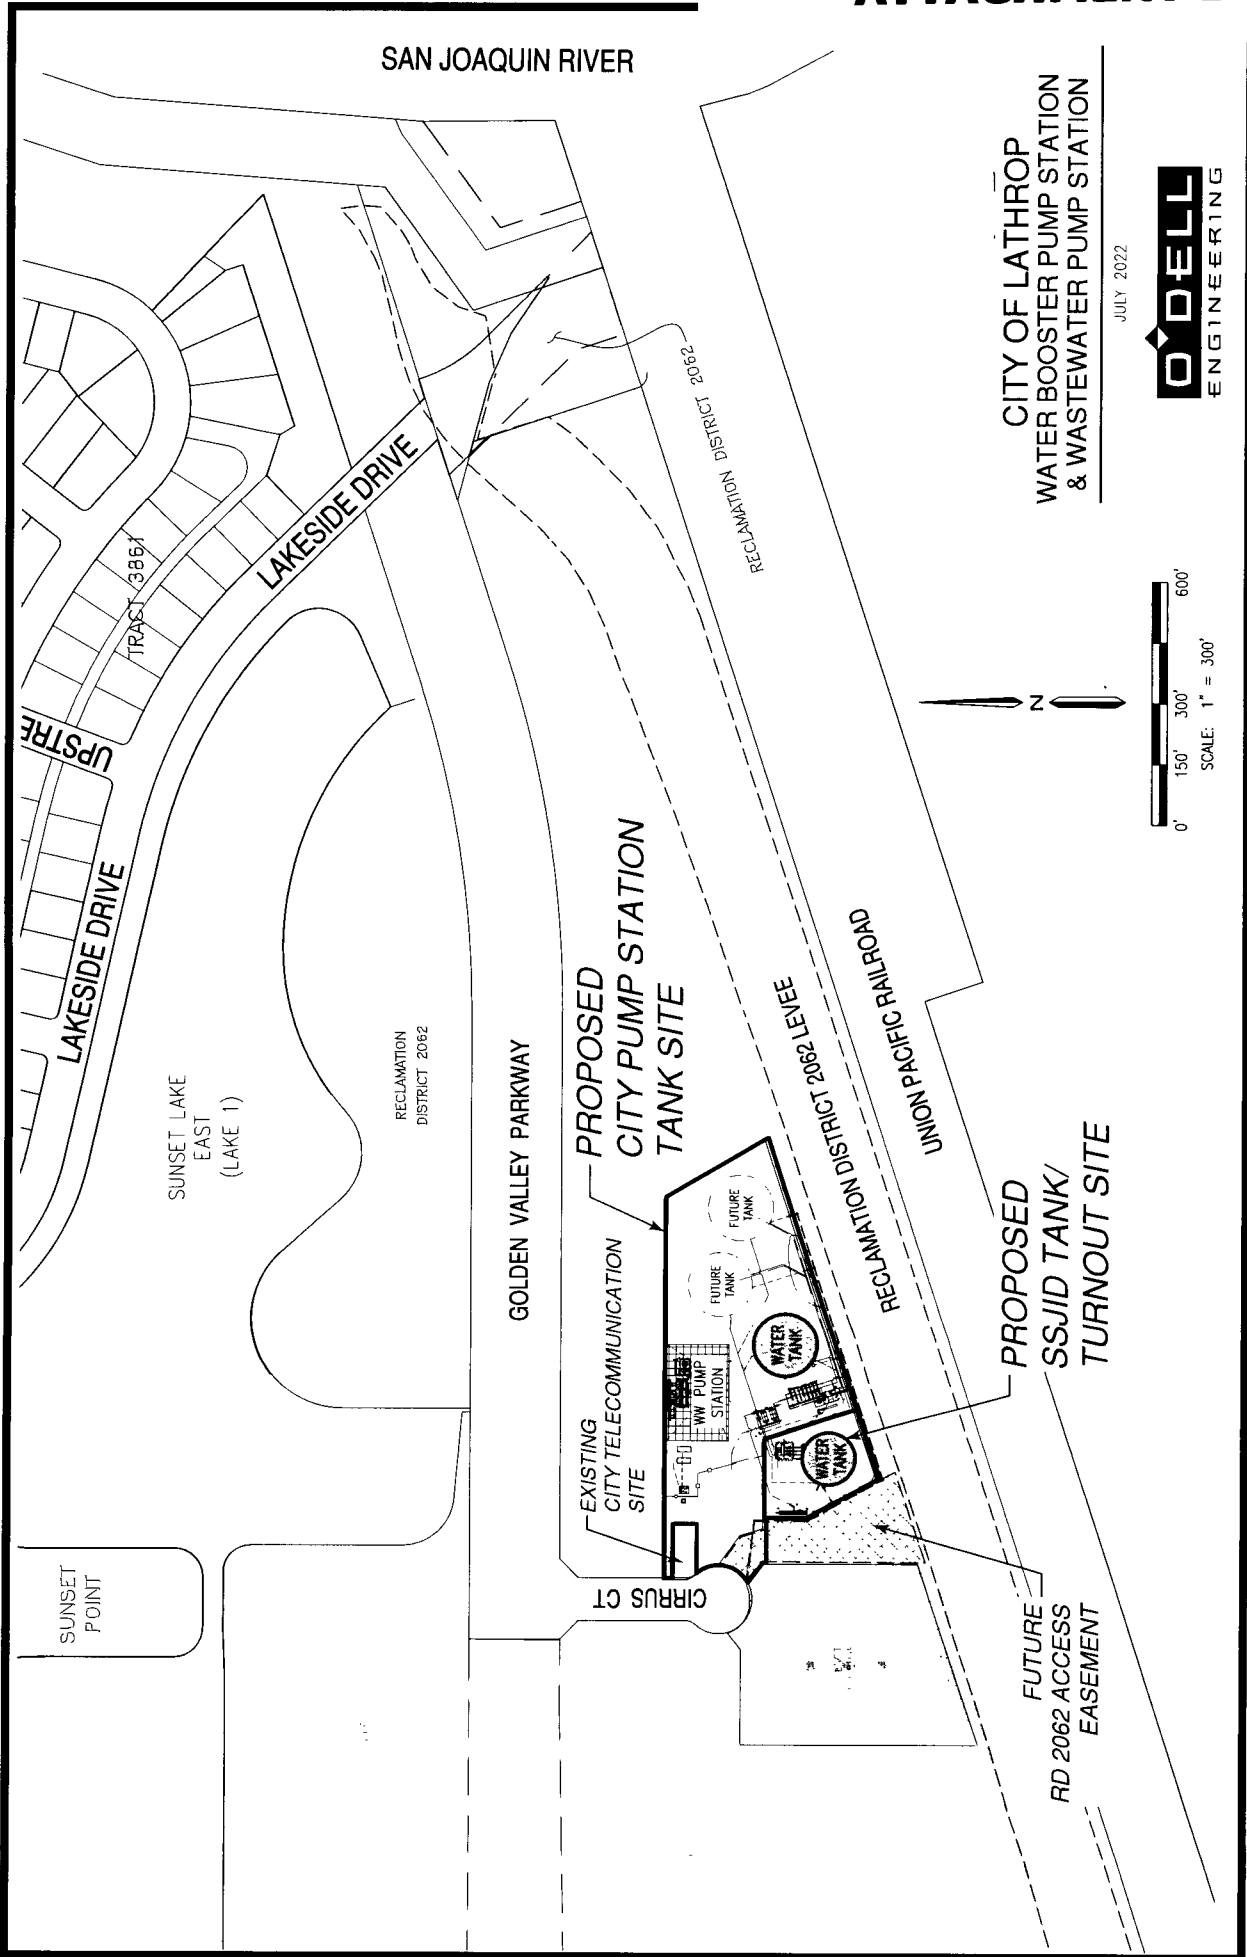 SAN JOAQUIN RIVER
TRACT 3861
LAKESIDE DRIVE
LAKESIDE DRIVE
SUNSET LAKE
EAST
(LAKE 1)
RECLAMATION
DISTRICT 2062
GOLDEN VALLEY PARKWAY
SUNSET
POINT
CIRRUS CT
EXISTING
CITY TELECOMMUNICATION
SITE
PROPOSED
CITY PUMP STATION
TANK SITE
WW PUMP
STATION
FUTURE
TANK
FUTURE
TANK
WATER
TANK
WATER
TANK
RECLAMATION DISTRICT 2062
RECLAMATION DISTRICT 2062 LEVEE
UNION PACIFIC RAILROAD
PROPOSED
SSJID TANK/
TURNOUT SITE
FUTURE
RD 2062 ACCESS
EASEMENT
N
0' 150' 300' 600'
SCALE: 1" = 300'
CITY OF LATHROP
WATER BOOSTER PUMP STATION
& WASTEWATER PUMP STATION
JULY 2022
O'DELL
ENGINEERING